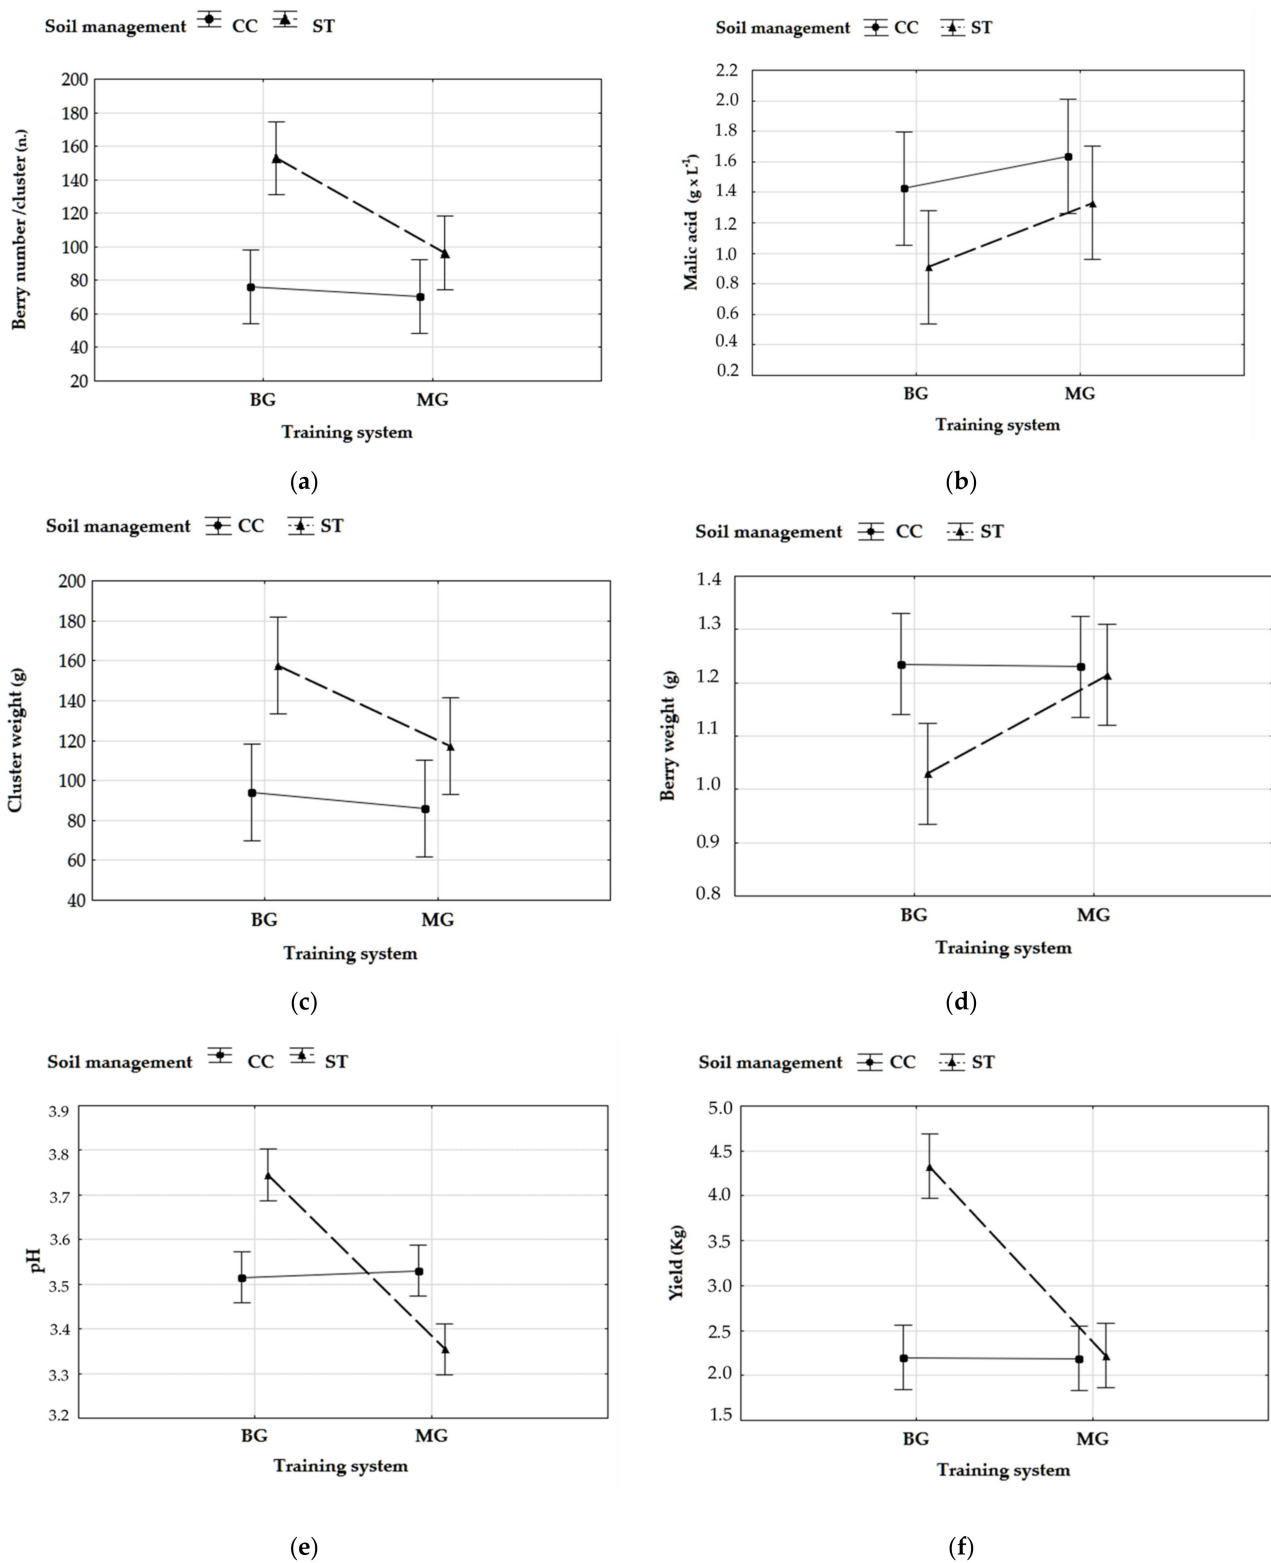 Soil management CC ST
200
180
160
140
120
100
80
60
40
20
Berry number /cluster (n.)
BG MG
Training system
(a)
Soil management CC ST
2.2
2.0
1.8
1.6
1.4
1.2
1.0
0.8
0.6
0.4
0.2
Malic acid (g x L⁻¹)
BG MG
Training system
(b)
Soil management CC ST
200
180
160
140
120
100
80
60
40
Cluster weight (g)
BG MG
Training system
(c)
Soil management CC ST
1.4
1.3
1.2
1.1
1.0
0.9
0.8
Berry weight (g)
BG MG
Training system
(d)
Soil management CC ST
3.9
3.8
3.7
3.6
3.5
3.4
3.3
3.2
pH
BG MG
Training system
(e)
Soil management CC ST
5.0
4.5
4.0
3.5
3.0
2.5
2.0
1.5
Yield (Kg)
BG MG
Training system
(f)